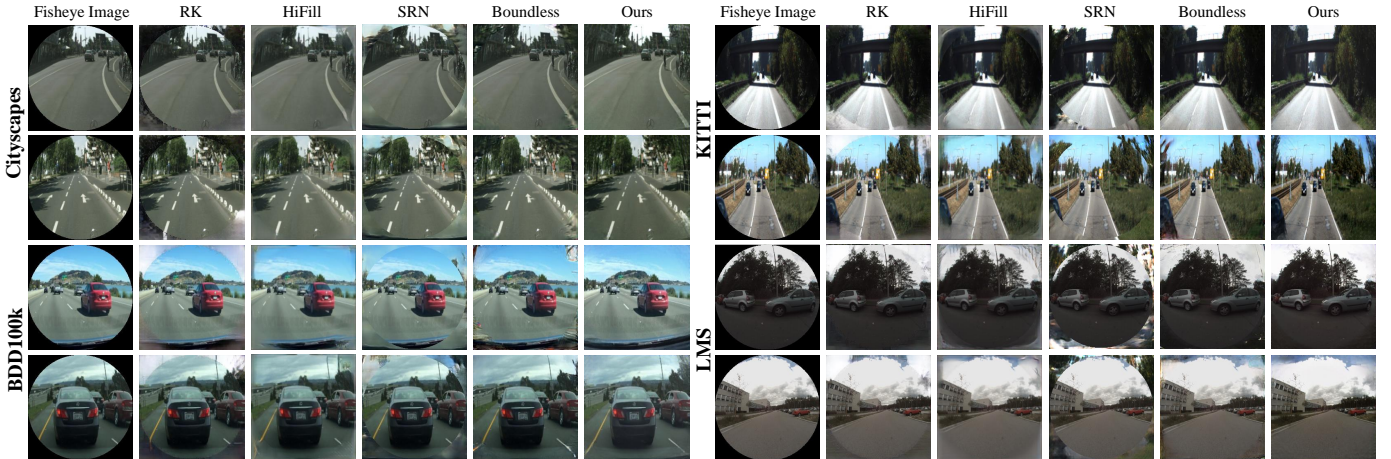 Fisheye Image RK HiFill SRN Boundless Ours
Cityscapes
BDD100k
Fisheye Image RK HiFill SRN Boundless Ours
KITTI
LMS